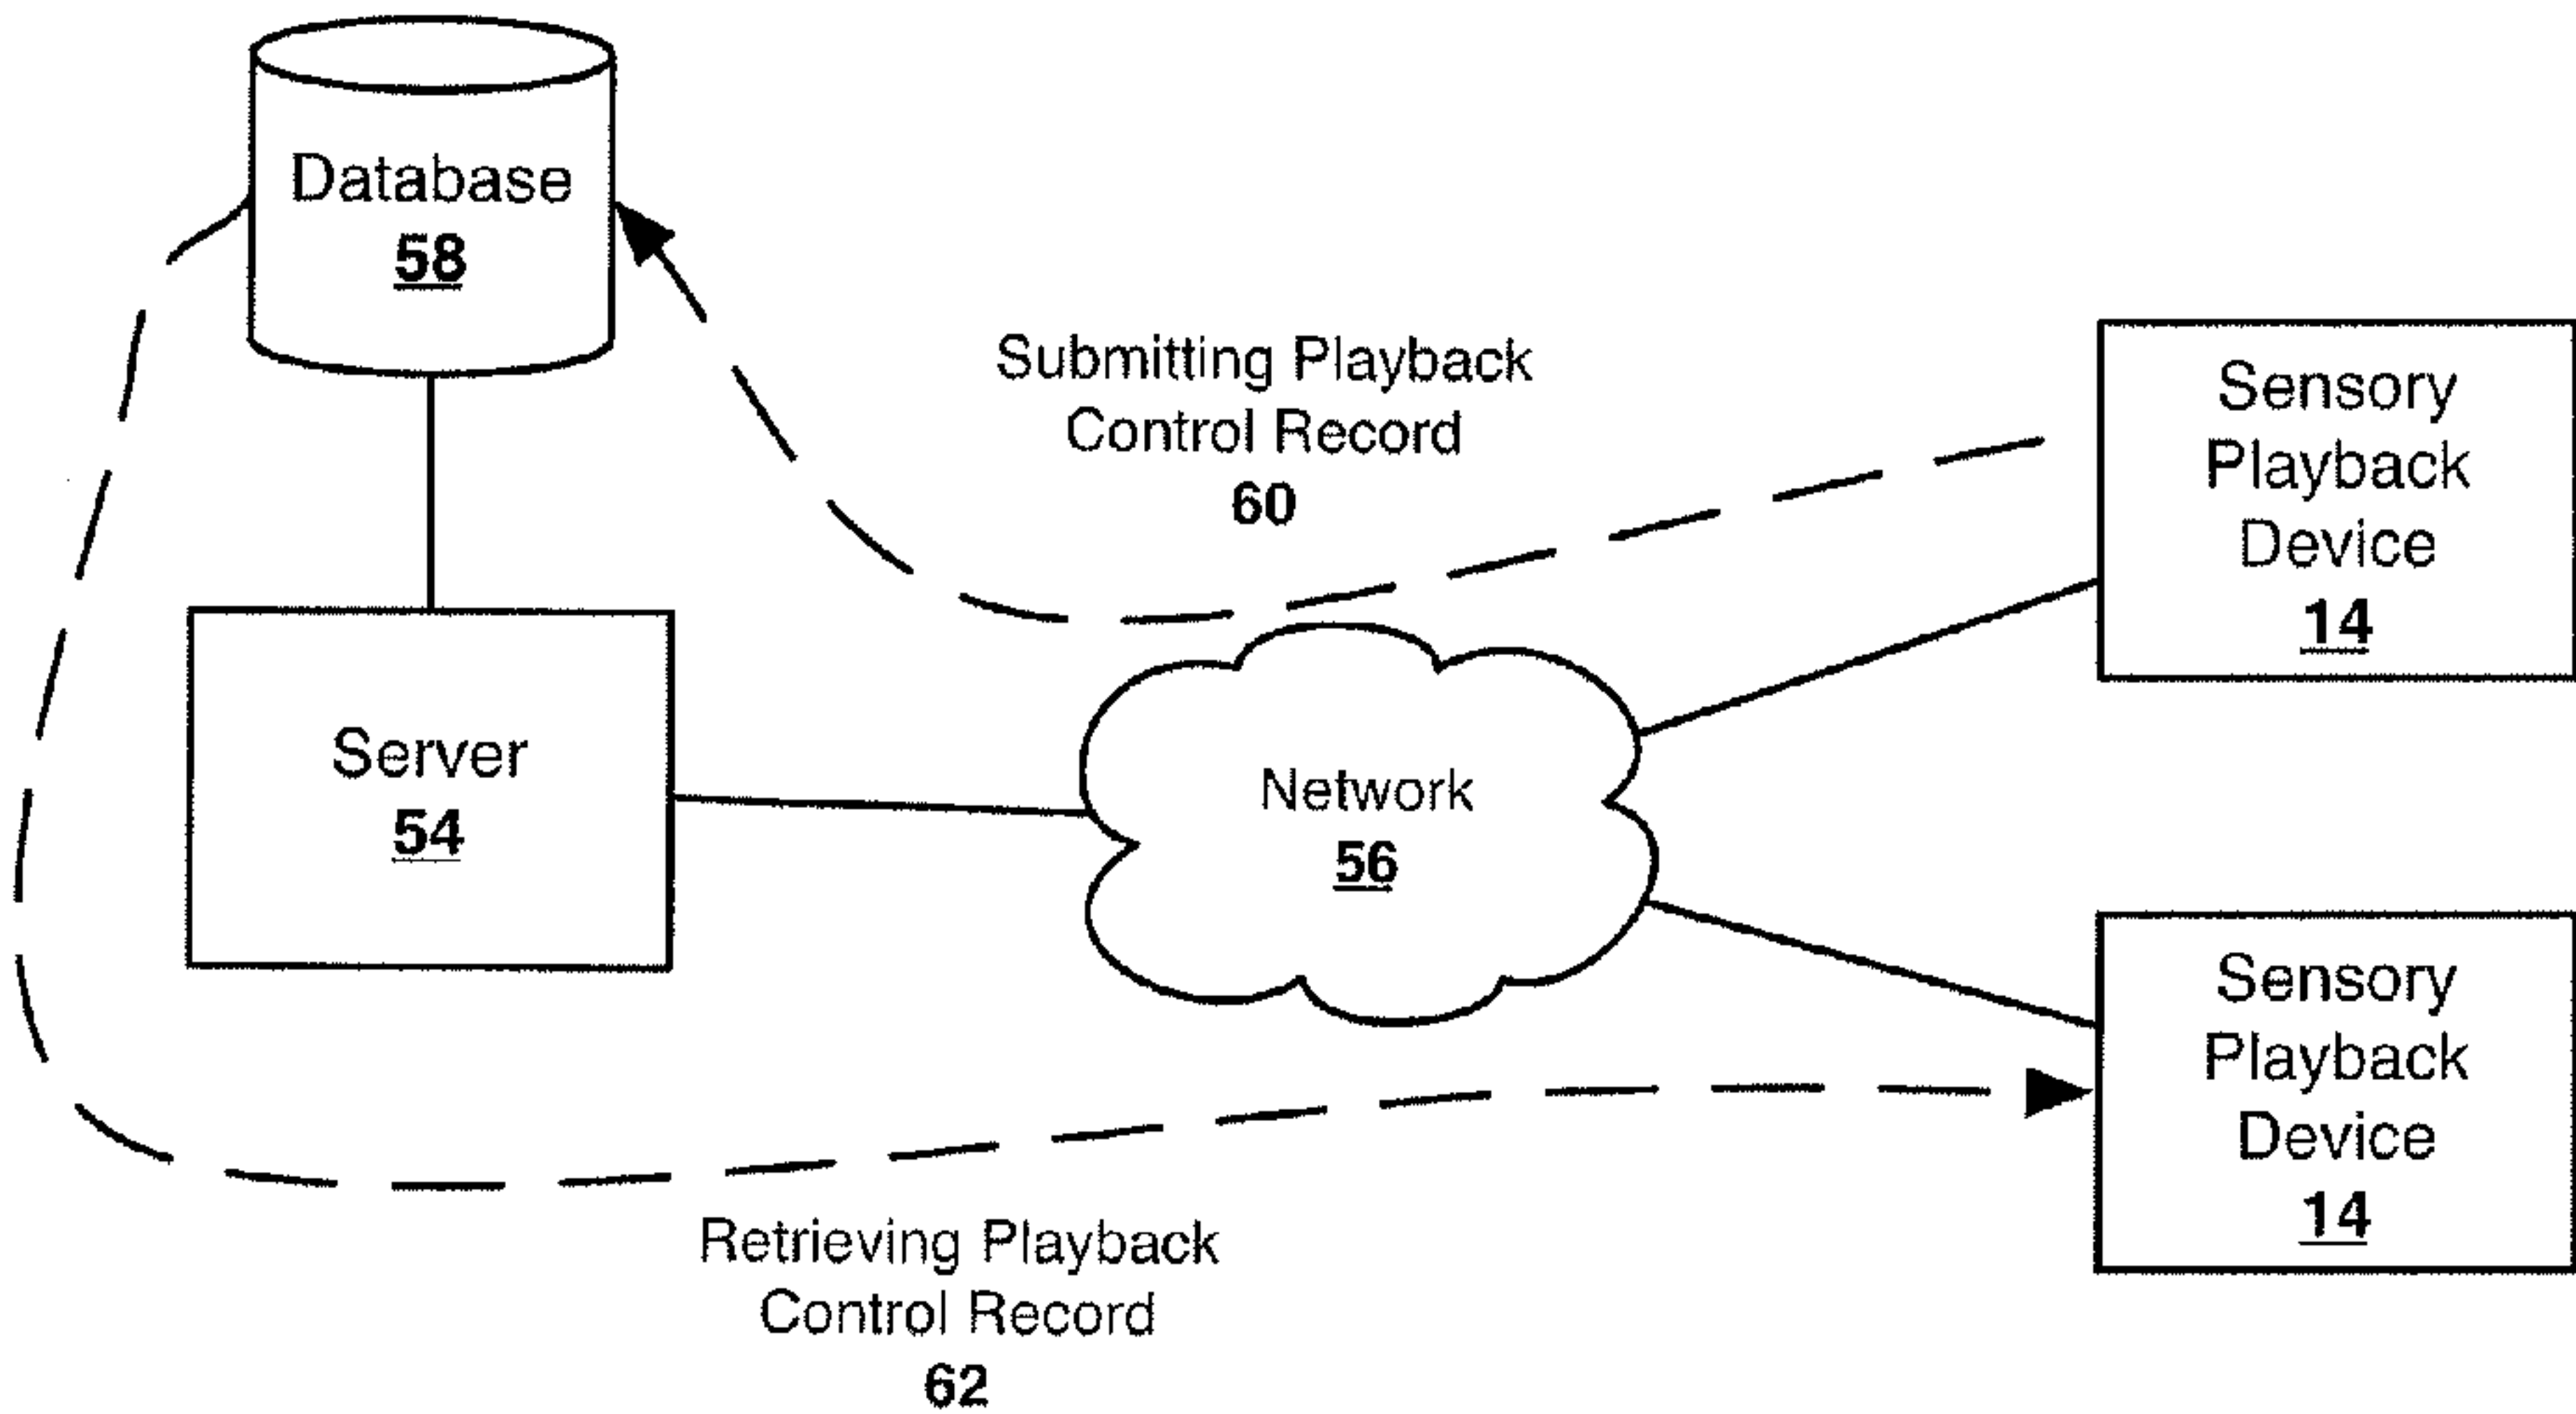 Database
58
Submitting Playback
Control Record
60
Sensory
Playback
Device
14
Server
54
Network
56
Sensory
Playback
Device
14
Retrieving Playback
Control Record
62